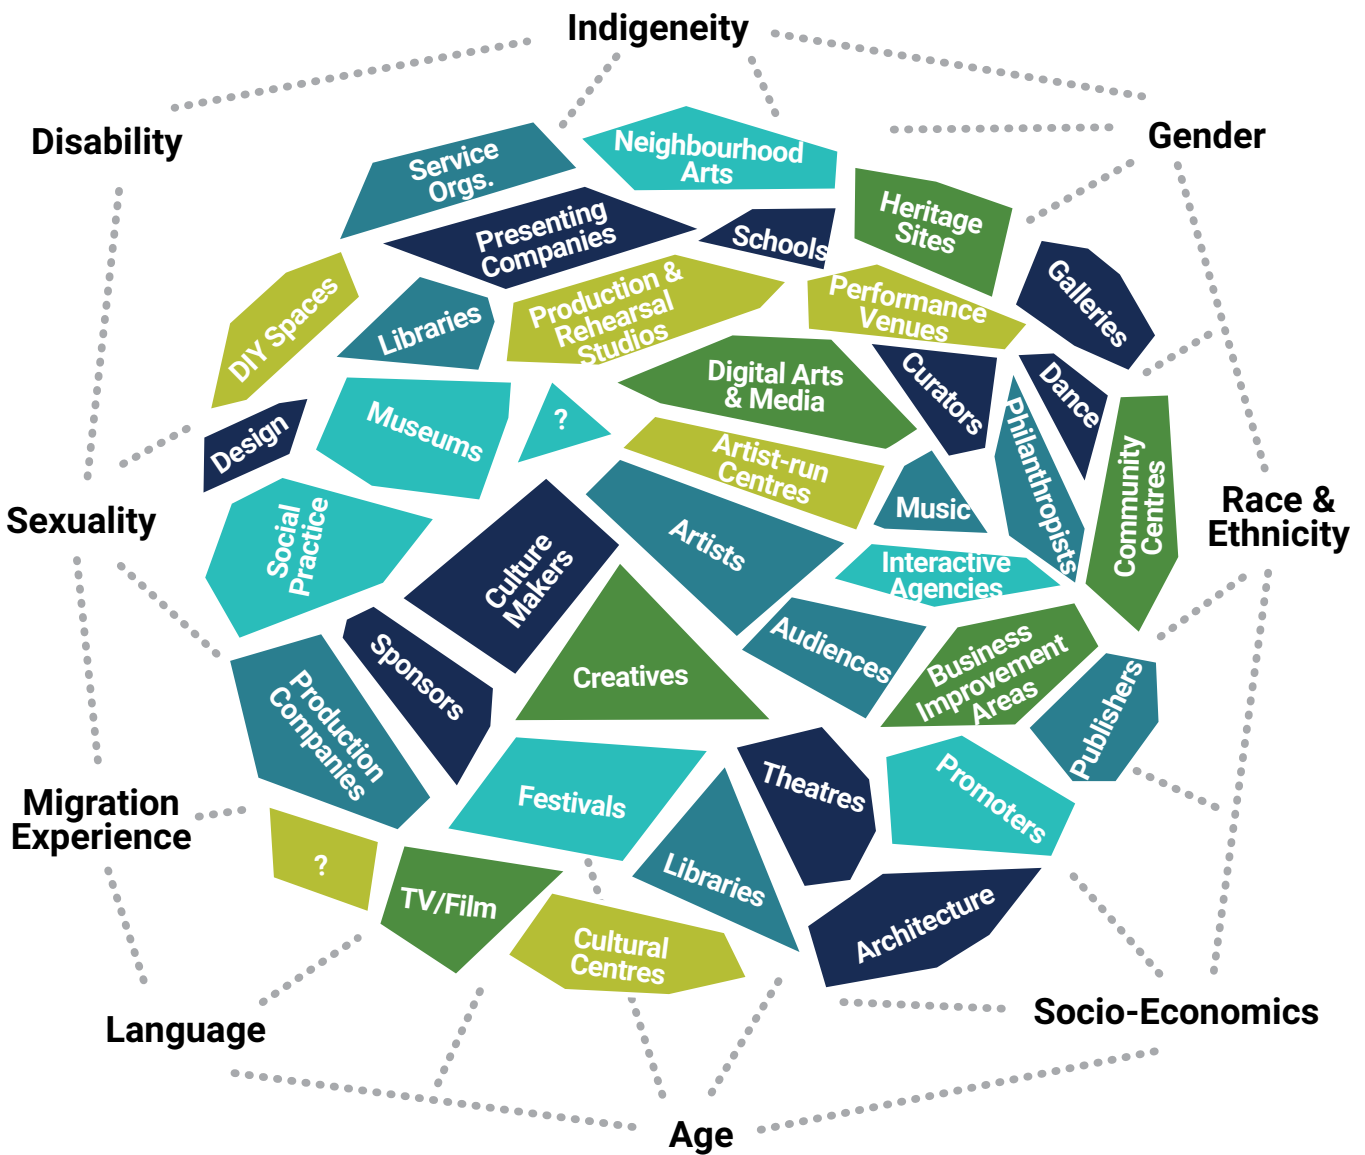 Indigeneity
Disability
Gender
Neighbourhood
Arts
Service
Orgs.
Heritage
Sites
Presenting
Companies
Schools
Galleries
DIY Spaces
Libraries
Production &
Rehearsal
Studios
Performance
Venues
Digital Arts
& Media
Curators
Dance
Philanthropists
Community
Centres
Design
Museums
?
Artist-run
Centres
Music
Sexuality
Race &
Ethnicity
Social
Practice
Culture
Makers
Artists
Interactive
Agencies
Sponsors
Creatives
Audiences
Business
Improvement
Areas
Publishers
Production
Companies
Migration
Experience
Festivals
Theatres
Promoters
?
TV/Film
Libraries
Architecture
Cultural
Centres
Language
Socio-Economics
Age